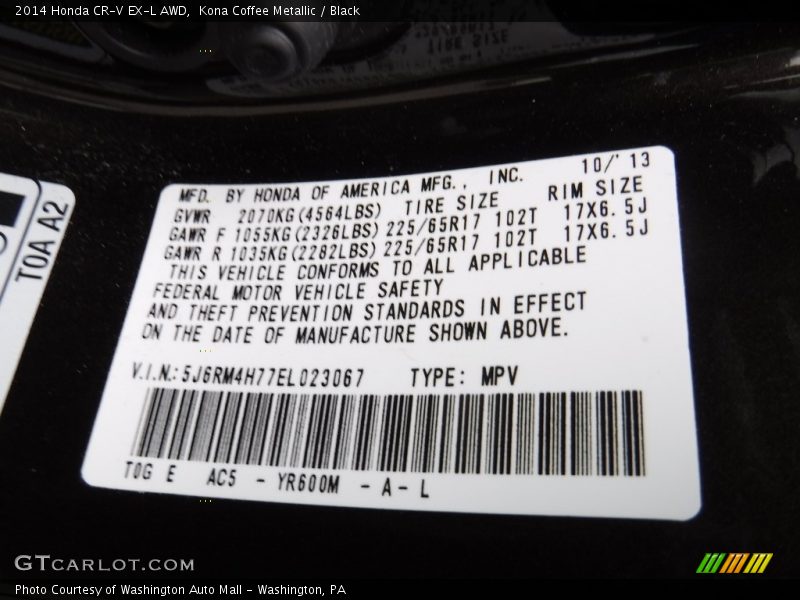 2014 Honda CR-V EX-L AWD,  Kona Coffee Metallic / Black
TIRE SIZE
10/'13
MFD. BY HONDA OF AMERICA MFG., INC.
GVWR 2070KG(4564LBS) TIRE SIZE RIM SIZE
GAWR F 1055KG(2326LBS) 225/65R17 102T 17X6.5J
GAWR R 1035KG(2282LBS) 225/65R17 102T 17X6.5J
THIS VEHICLE CONFORMS TO ALL APPLICABLE
FEDERAL MOTOR VEHICLE SAFETY
AND THEFT PREVENTION STANDARDS IN EFFECT
ON THE DATE OF MANUFACTURE SHOWN ABOVE.
V.I.N.: 5J6RM4H77EL023067 TYPE: MPV
TOG E AC5 - YR600M - A - L
TOA A2
GTCARLOT.COM
Photo Courtesy of Washington Auto Mall - Washington, PA